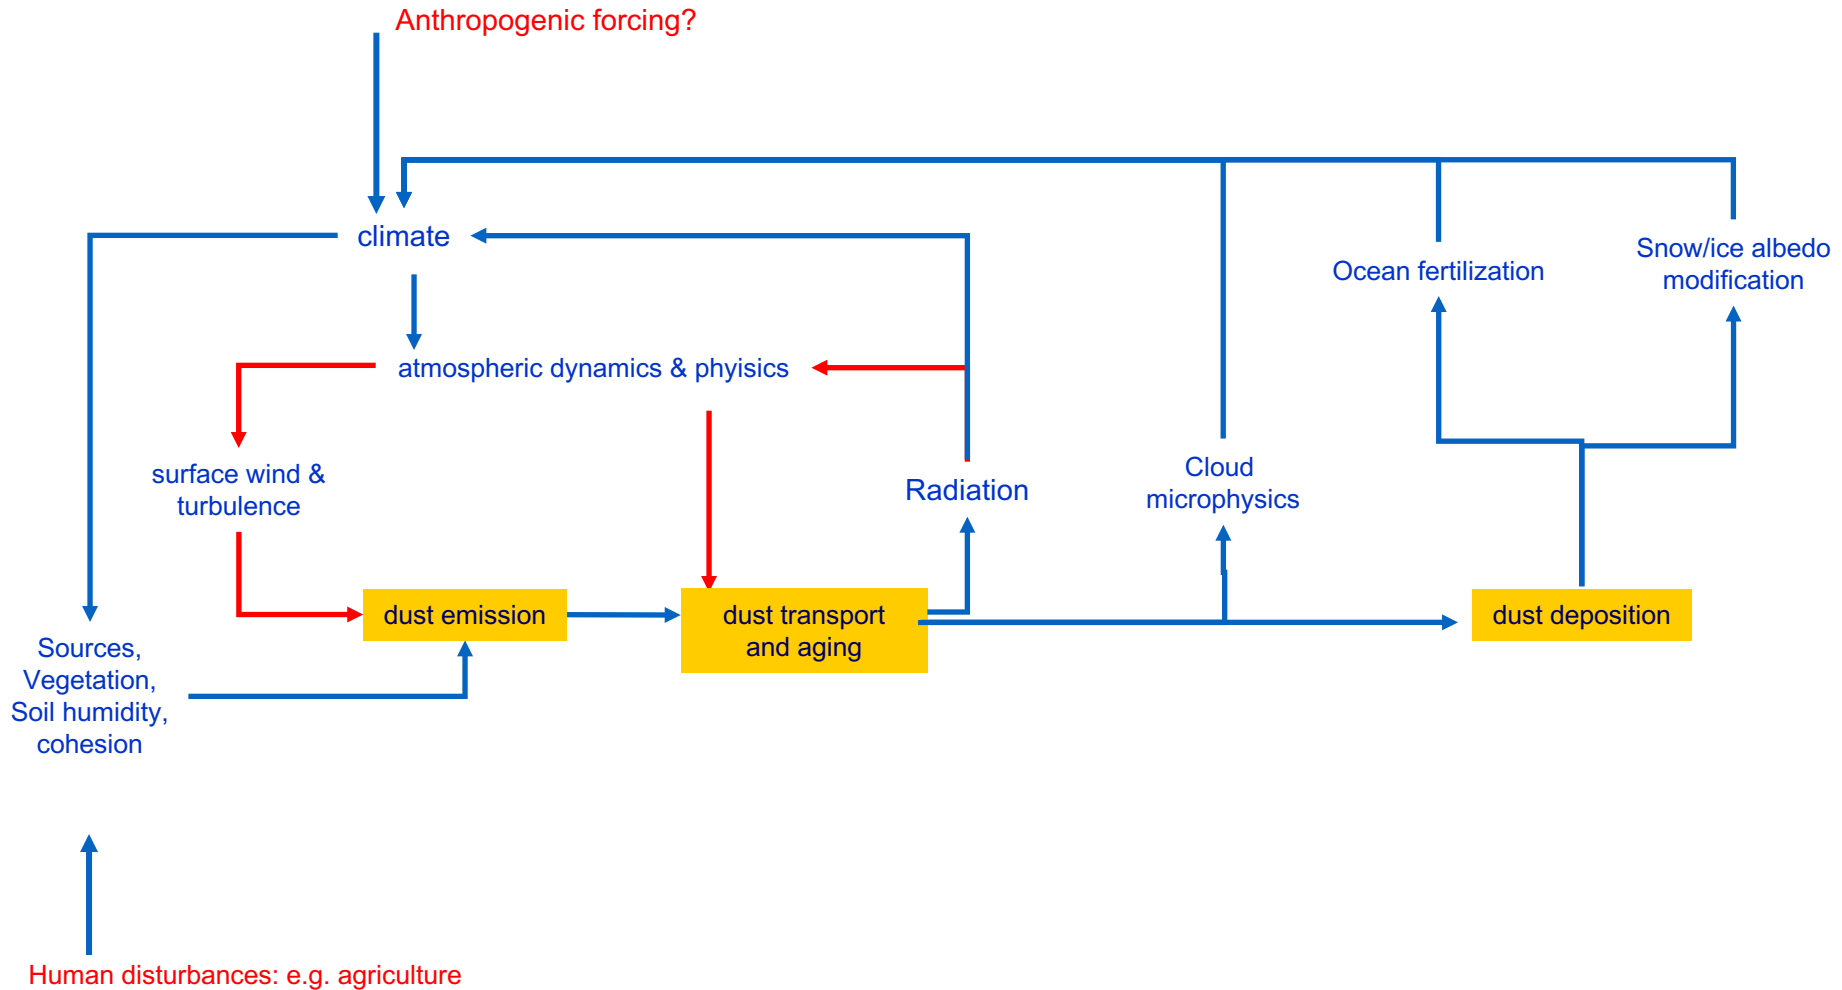 Anthropogenic forcing?
climate
Ocean fertilization
Snow/ice albedo
modification
atmospheric dynamics & phyisics
surface wind &
turbulence
Radiation
Cloud
microphysics
dust emission
dust transport
and aging
dust deposition
Sources,
Vegetation,
Soil humidity,
cohesion
Human disturbances: e.g. agriculture